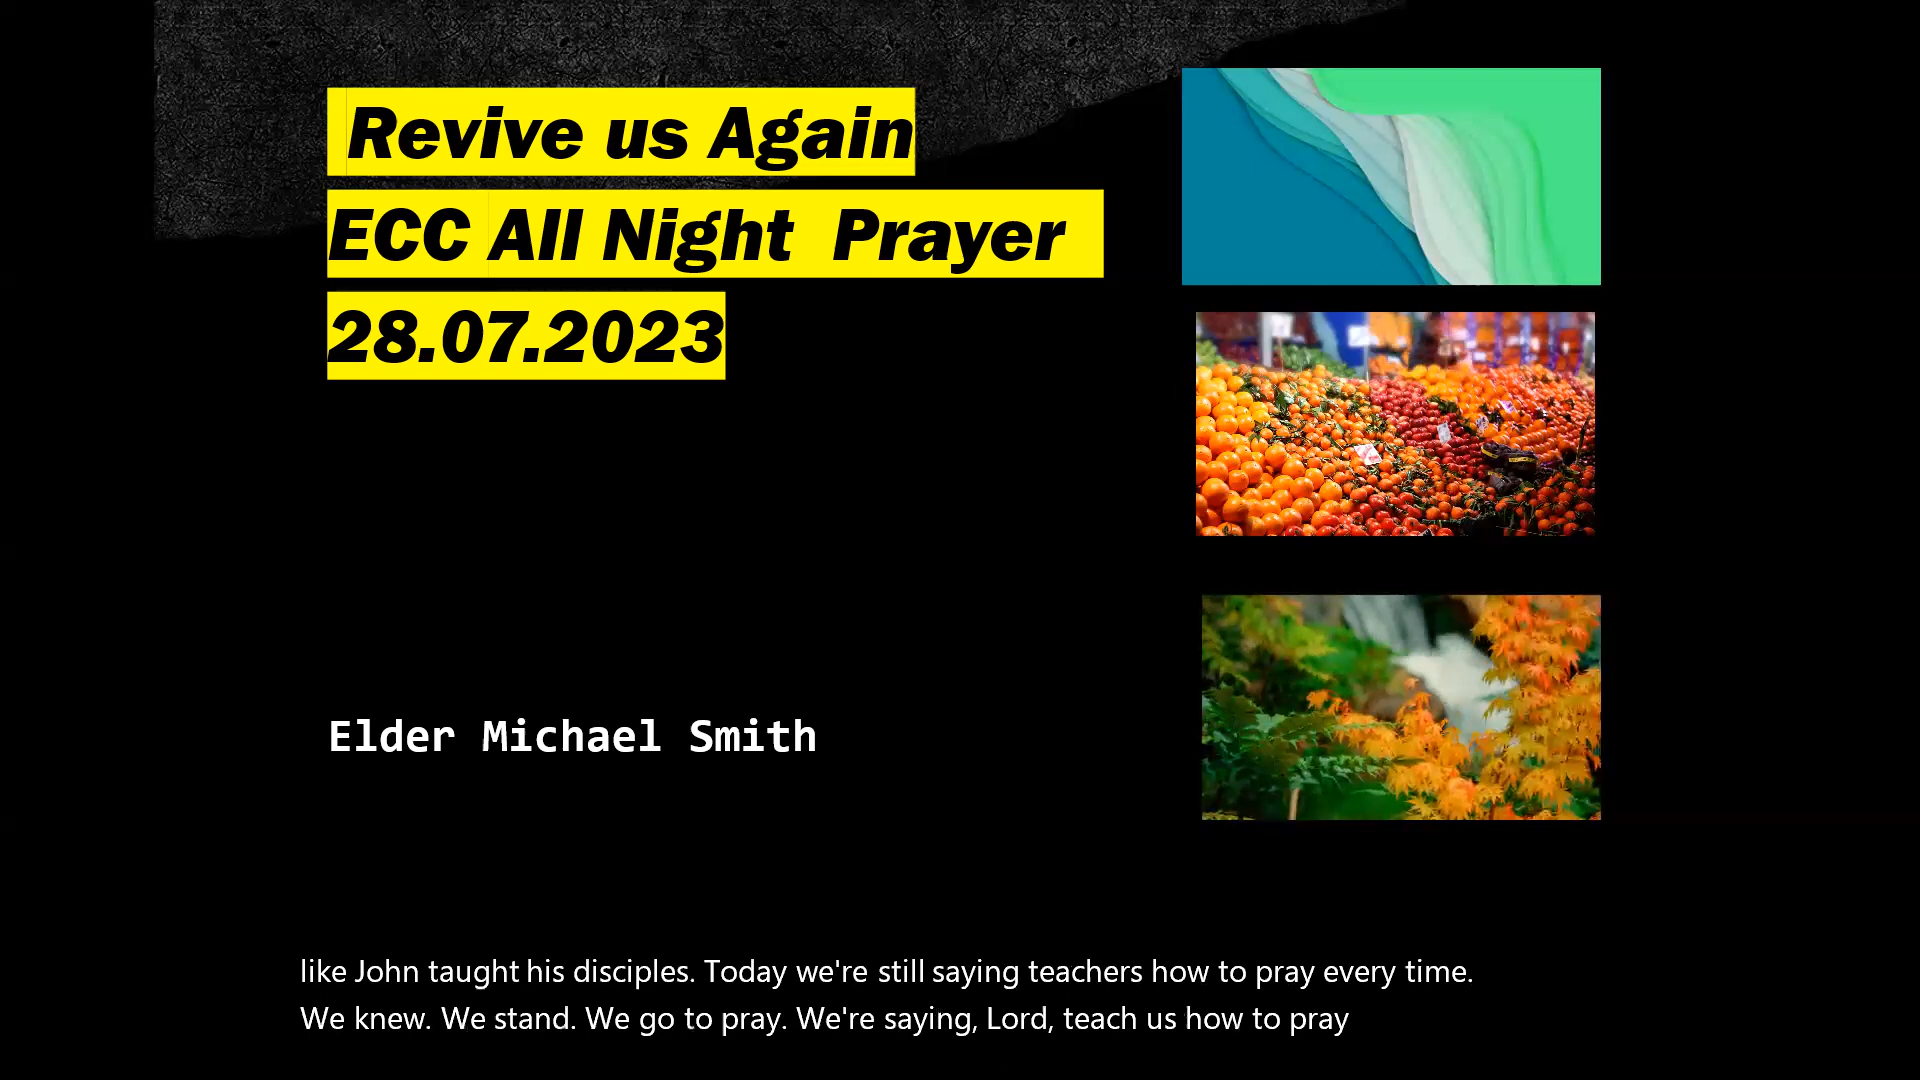 Revive us Again
ECC All Night Prayer
28.07.2023
Elder Michael Smith
like John taught his disciples. Today we're still saying teachers how to pray every time.
We knew. We stand. We go to pray. We're saying, Lord, teach us how to pray